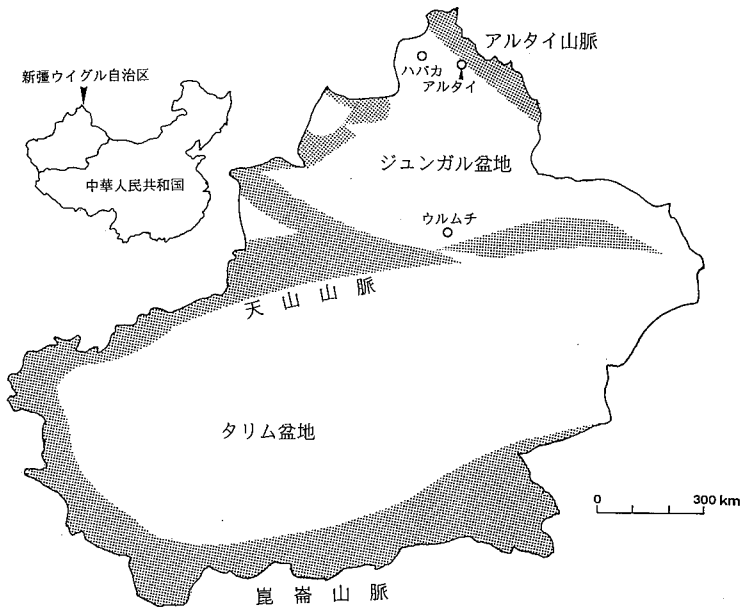 アルタイ山脈
ハバカ
アルタイ
新疆ウイグル自治区
中華人民共和国
ジュンガル盆地
ウルムチ
天山山脈
タリム盆地
0 300 km
崑崙山脈